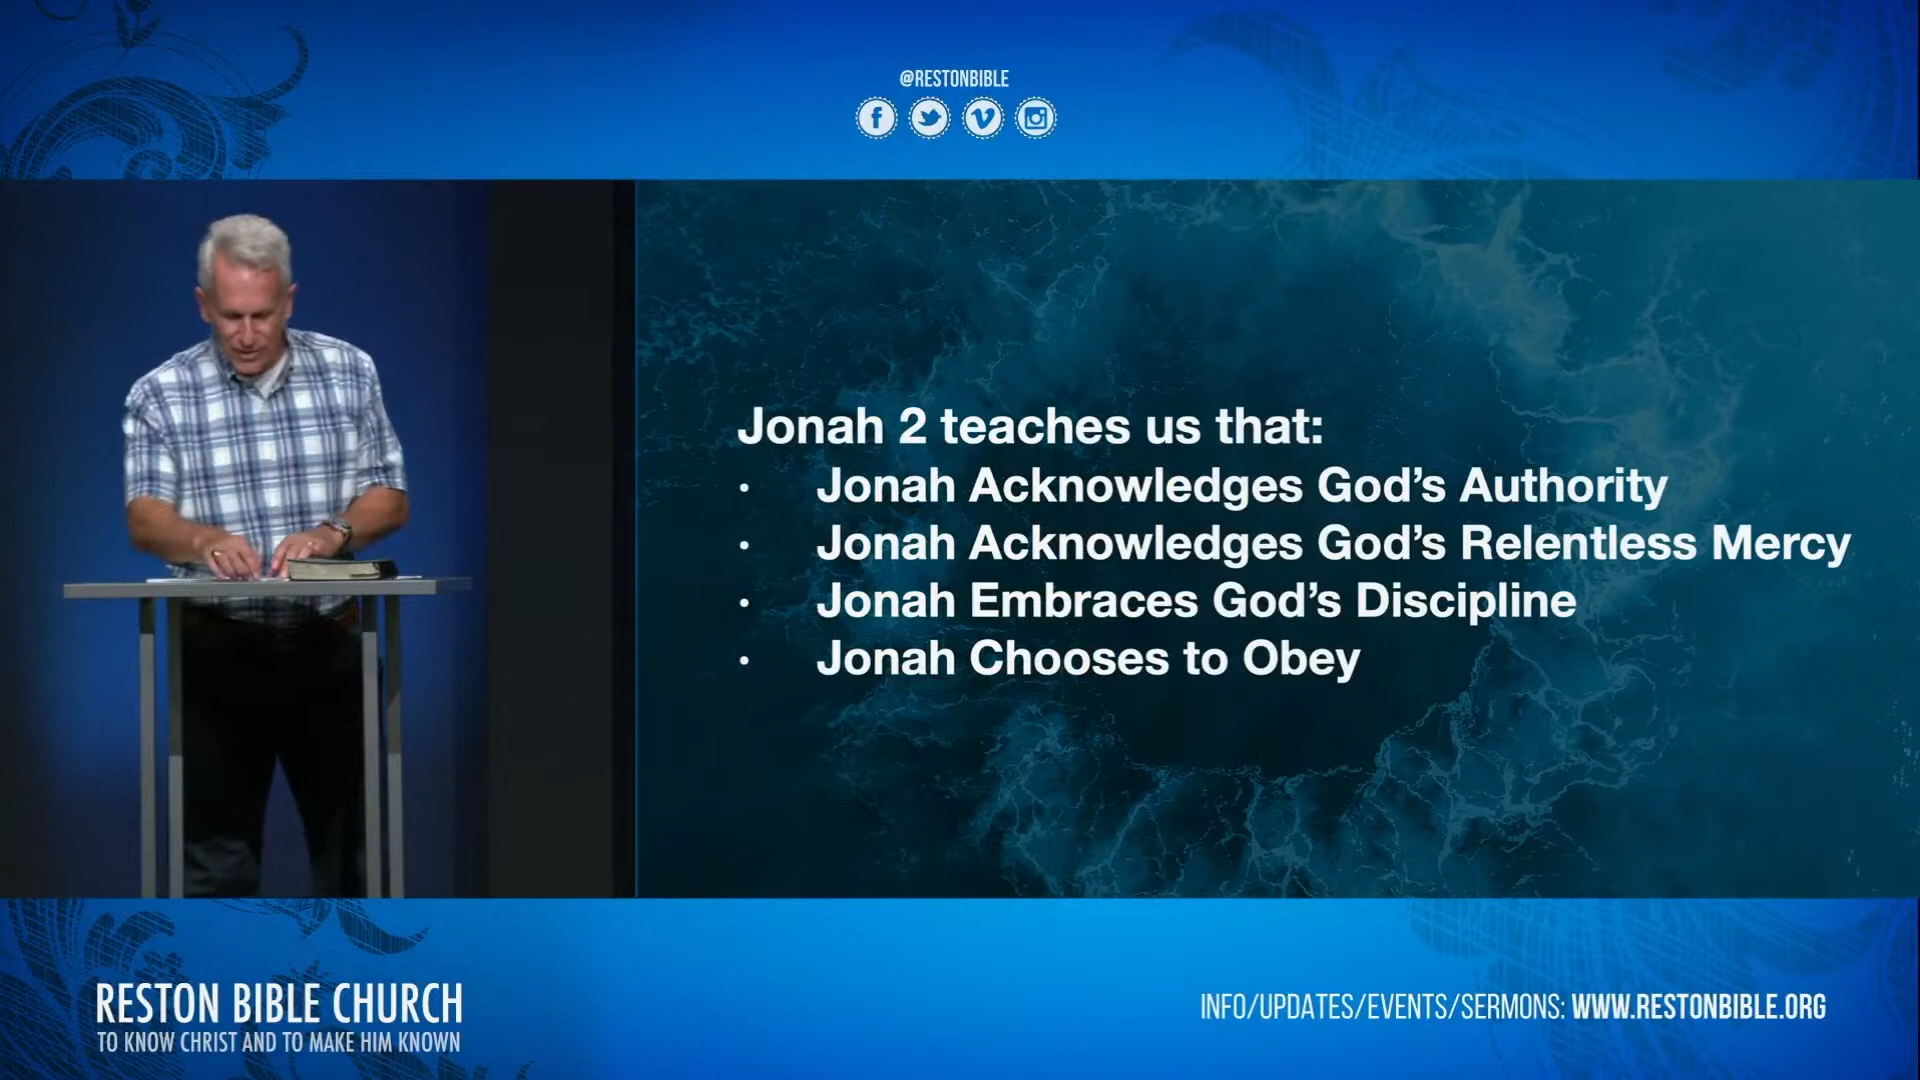 @RESTONBIBLE
Jonah 2 teaches us that:
· Jonah Acknowledges God’s Authority
· Jonah Acknowledges God’s Relentless Mercy
· Jonah Embraces God’s Discipline
· Jonah Chooses to Obey
RESTON BIBLE CHURCH
TO KNOW CHRIST AND TO MAKE HIM KNOWN
INFO/UPDATES/EVENTS/SERMONS: WWW.RESTONBIBLE.ORG